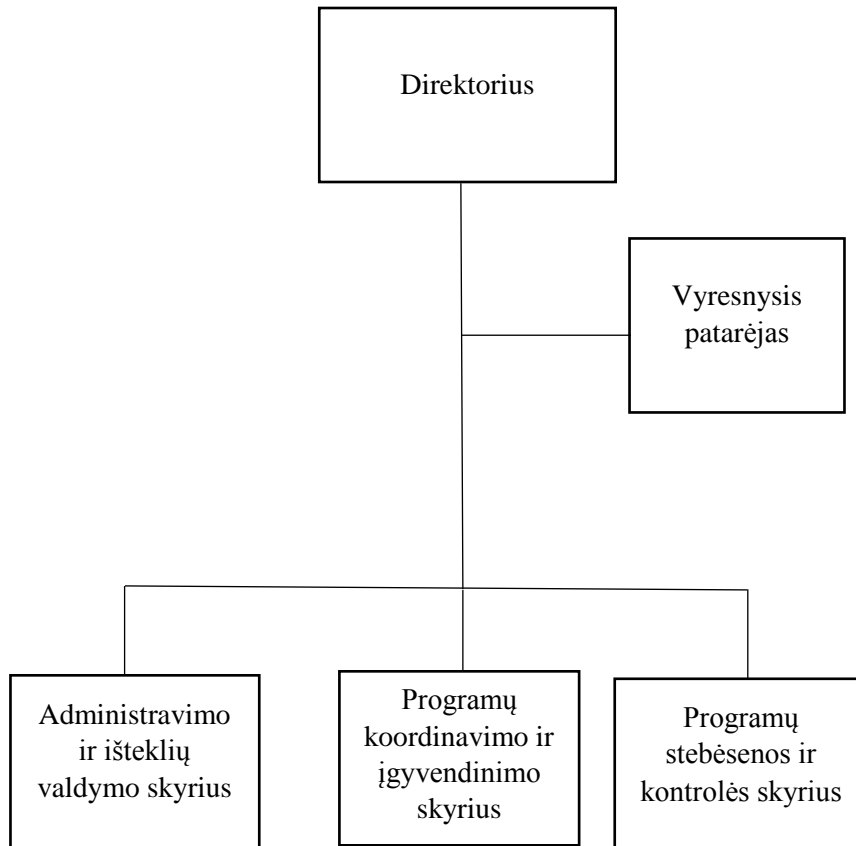 Direktorius
Vyresnysis
patarėjas
Administravimo
ir išteklių
valdymo skyrius
Programų
koordinavimo ir
įgyvendinimo
skyrius
Programų
stebėsenos ir
kontrolės skyrius